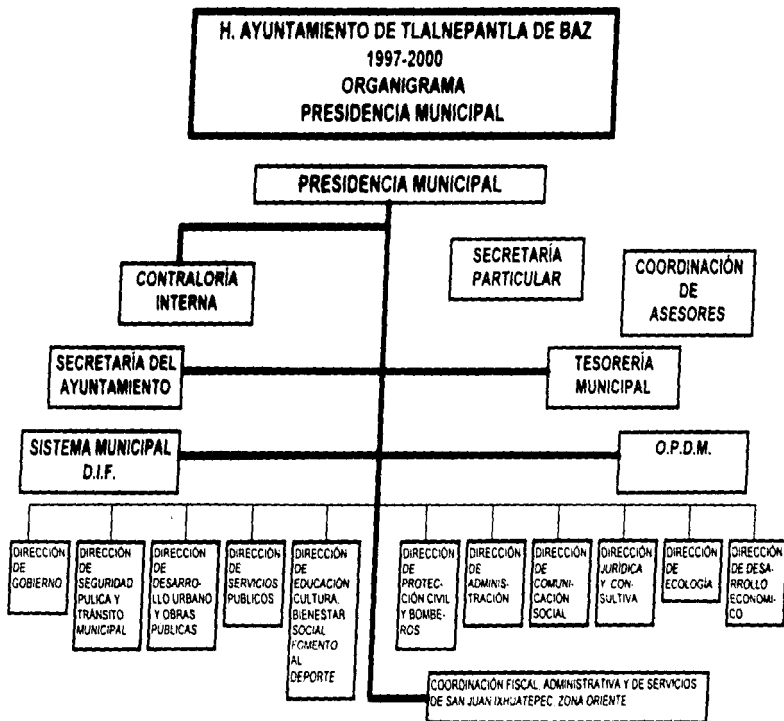 H. AYUNTAMIENTO DE TLALNEPANTLA DE BAZ
1997-2000
ORGANIGRAMA
PRESIDENCIA MUNICIPAL
PRESIDENCIA MUNICIPAL
CONTRALORÍA
INTERNA
SECRETARÍA
PARTICULAR
COORDINACIÓN
DE
ASESORES
SECRETARÍA DEL
AYUNTAMIENTO
TESORERÍA
MUNICIPAL
SISTEMA MUNICIPAL
D.I.F.
O.P.D.M.
DIRECCIÓN
DE
GOBIERNO
DIRECCIÓN
DE
SEGURIDAD
PULICA Y
TRÁNSITO
MUNICIPAL
DIRECCIÓN
DE
DESARRO-
LLO URBANO
Y OBRAS
PUBLICAS
DIRECCIÓN
DE
SERVICIOS
PUBLICOS
DIRECCIÓN
DE
EDUCACIÓN
CULTURA,
BIENESTAR
SOCIAL
FOMENTO
AL
DEPORTE
DIRECCIÓN
DE
PROTEC-
CIÓN CIVIL
Y BOMBE-
ROS
DIRECCIÓN
DE
ADMINIS-
TRACIÓN
DIRECCIÓN
DE
COMUNI-
CACIÓN
SOCIAL
DIRECCIÓN
JURÍDICA
Y CON-
SULTIVA
DIRECCIÓN
DE
ECOLOGÍA
DIRECCIÓN
DE DESA-
RROLLO
ECONOMI-
CO
COORDINACIÓN FISCAL, ADMINISTRATIVA Y DE SERVICIOS
DE SAN JUAN IXHUATEPEC, ZONA ORIENTE